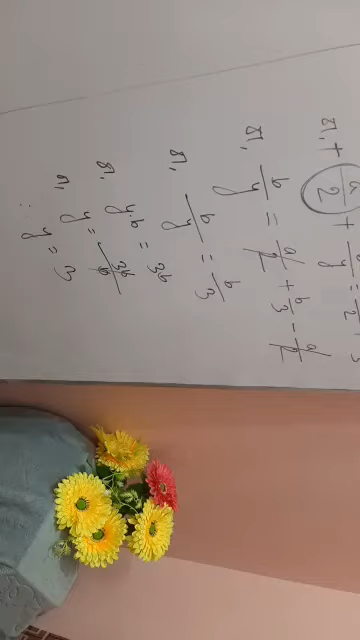 বা, + a/2 + b/y = a/2 +
বা, b/y = a/2 + b/3 - a/2
বা, b/y = b/3
বা, y.b = 3b
বা, y = 3b/b
∴ y = 3